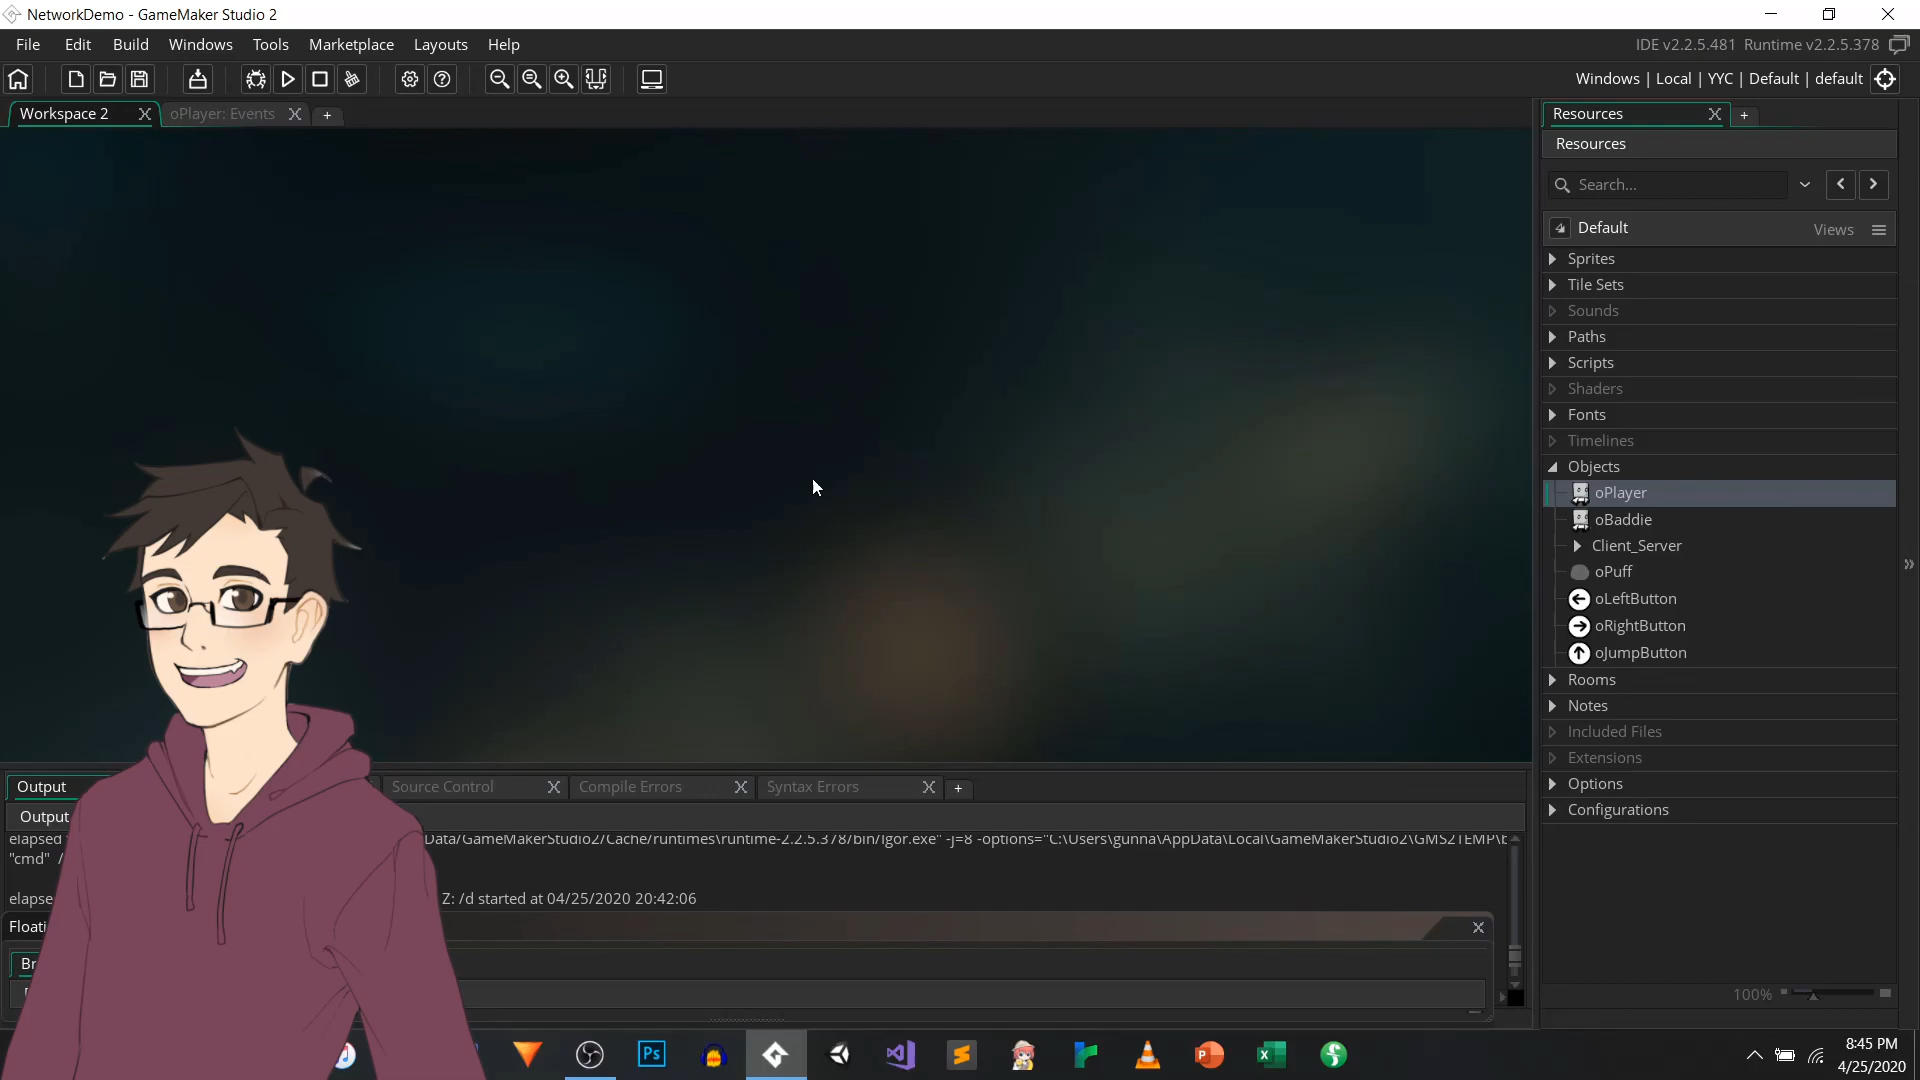 NetworkDemo - GameMaker Studio 2
File Edit Build Windows Tools Marketplace Layouts Help
IDE v2.2.5.481 Runtime v2.2.5.378
Windows | Local | YYC | Default | default
Workspace 2
oPlayer: Events
Resources
Resources
Search...
Default
Views
Sprites
Tile Sets
Sounds
Paths
Scripts
Shaders
Fonts
Timelines
Objects
oPlayer
oBaddie
Client_Server
oPuff
oLeftButton
oRightButton
oJumpButton
Rooms
Notes
Included Files
Extensions
Options
Configurations
100%
Output
Source Control
Compile Errors
Syntax Errors
Output
elapsed
Data/GameMakerStudio2/Cache/runtimes\runtime-2.2.5.378/bin/Igor.exe" -j=8 -options="C:\Users\gunna\AppData\Local\GameMakerStudio2\GMS2TEMP\
"cmd" /
elapse
Z: /d started at 04/25/2020 20:42:06
Floati
Br
Ps
8:45 PM
4/25/2020